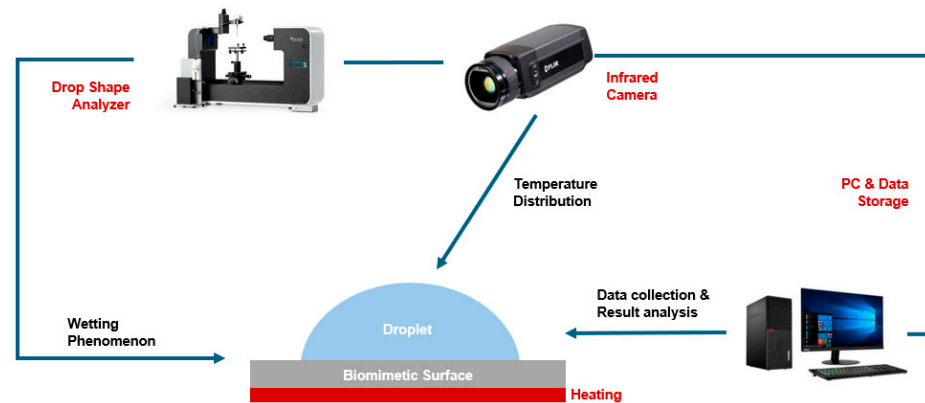 Drop Shape
Analyzer
FLIR
Infrared
Camera
Temperature
Distribution
PC & Data
Storage
Data collection &
Result analysis
Wetting
Phenomenon
Droplet
Biomimetic Surface
Heating